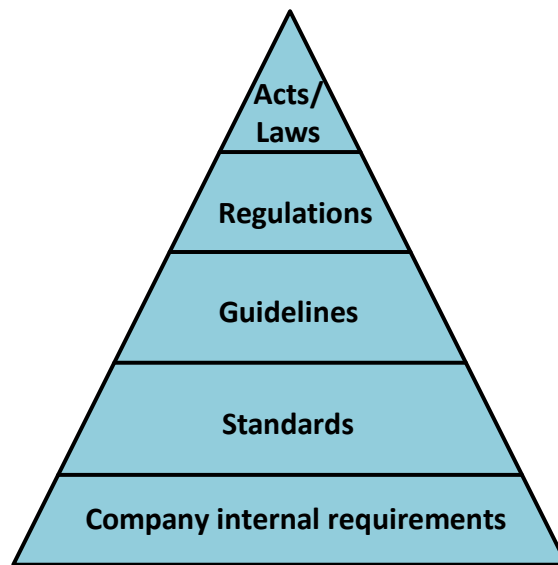 Acts/
Laws
Regulations
Guidelines
Standards
Company internal requirements